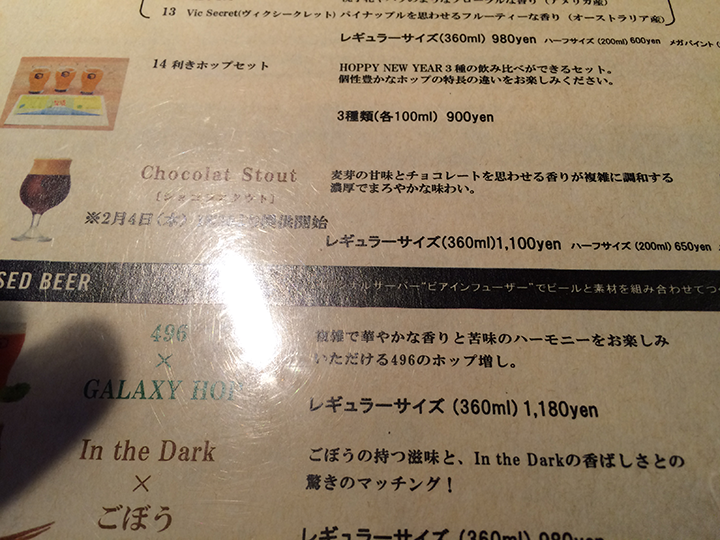 13 Vic Secret(ヴィクシークレット) パイナップルを思わせるフルーティーな香り (オーストラリア産)
レギュラーサイズ(360ml) 980yen ハーフサイズ (200ml) 600yen メガパイント
14 利きホップセット
HOPPY NEW YEAR 3 種の飲み比べができるセット。
個性豊かなホップの特長の違いをお楽しみください。
3種類(各100ml) 900yen
Chocolat Stout
麦芽の甘味とチョコレートを思わせる香りが複雑に調和する
濃厚でまろやかな味わい。
※2月4日(木) 開始
レギュラーサイズ(360ml)1,100yen ハーフサイズ (200ml) 650yen
SED BEER
ルサーバー"ビアインフューザー"でビールと素材を組み合わせてつ
496
×
GALAXY HOP
複雑で華やかな香りと苦味のハーモニーをお楽しみ
いただける496のホップ増し。
レギュラーサイズ (360ml) 1,180yen
In the Dark
×
ごぼう
ごぼうの持つ滋味と、In the Darkの香ばしさとの
驚きのマッチング！
レギュラーサイズ (360ml) 980yen